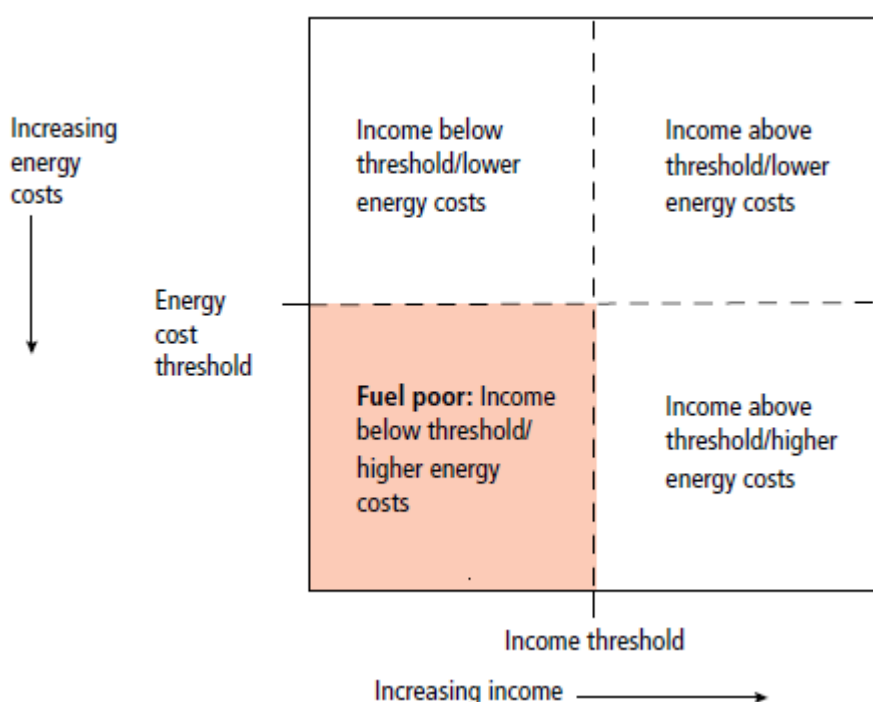 Increasing
energy
costs
Income below
threshold/lower
energy costs
Income above
threshold/lower
energy costs
Energy
cost
threshold
Fuel poor: Income
below threshold/
higher energy
costs
Income above
threshold/higher
energy costs
Income threshold
Increasing income